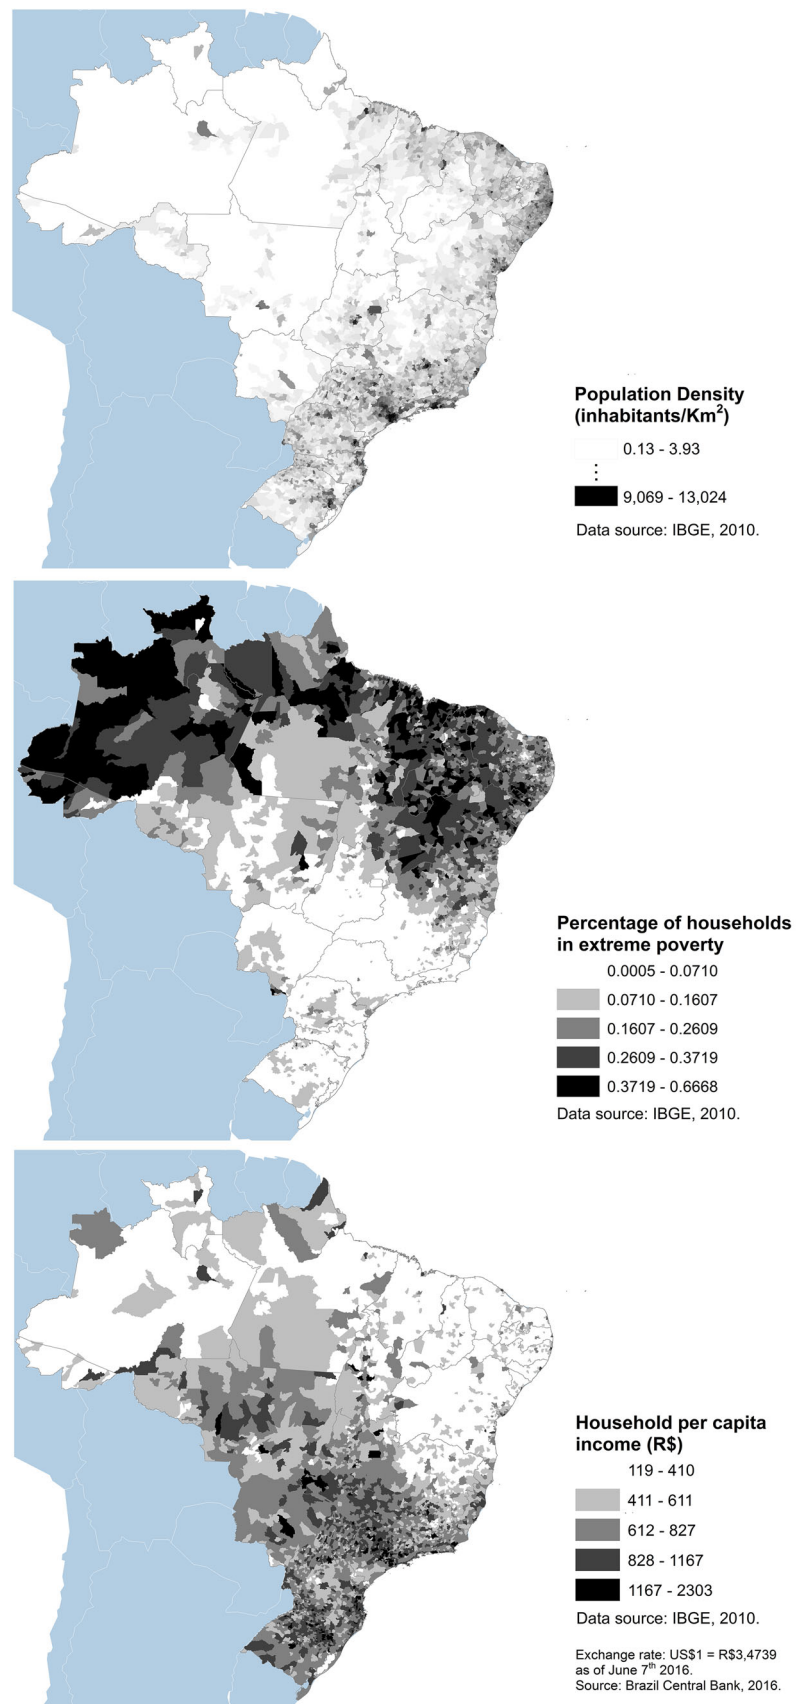 Population Density
(inhabitants/Km²)
0.13 - 3.93
9,069 - 13,024
Data source: IBGE, 2010.
Percentage of households
in extreme poverty
0.0005 - 0.0710
0.0710 - 0.1607
0.1607 - 0.2609
0.2609 - 0.3719
0.3719 - 0.6668
Data source: IBGE, 2010.
Household per capita
income (R$)
119 - 410
411 - 611
612 - 827
828 - 1167
1167 - 2303
Data source: IBGE, 2010.
Exchange rate: US$1 = R$3,4739
as of June 7th 2016.
Source: Brazil Central Bank, 2016.